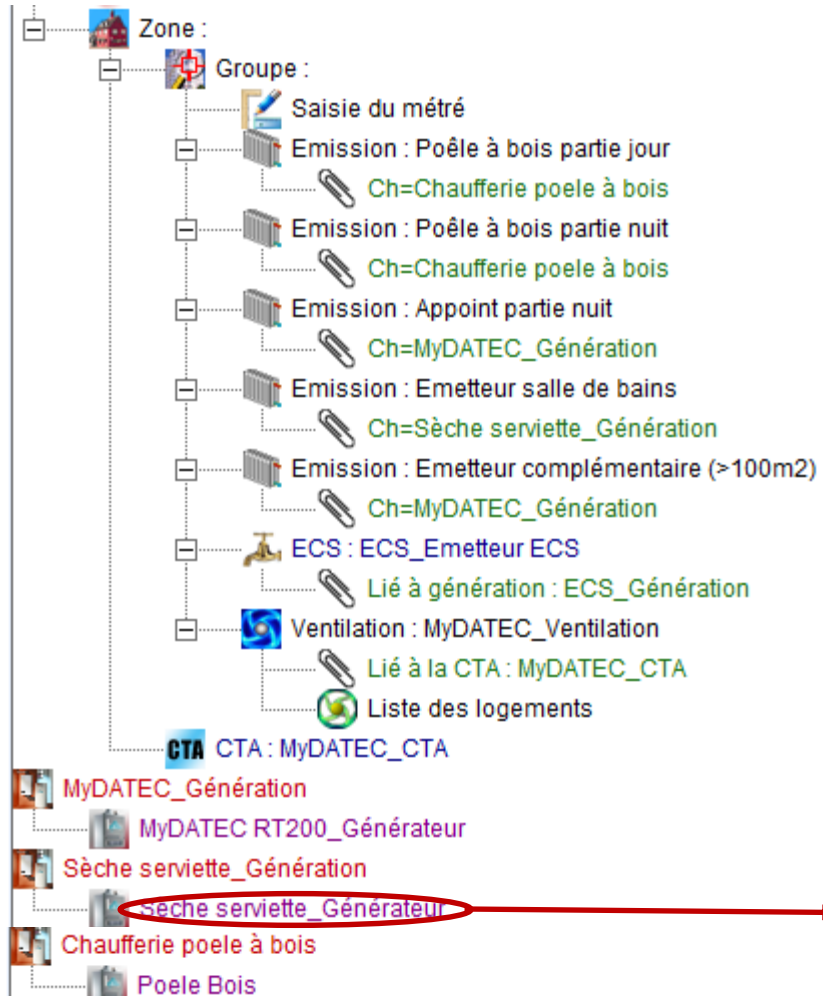 Zone :
Groupe :
Saisie du métré
Emission : Poêle à bois partie jour
Ch=Chaufferie poele à bois
Emission : Poêle à bois partie nuit
Ch=Chaufferie poele à bois
Emission : Appoint partie nuit
Ch=MyDATEC_Génération
Emission : Emetteur salle de bains
Ch=Sèche serviette_Génération
Emission : Emetteur complémentaire (>100m2)
Ch=MyDATEC_Génération
ECS : ECS_Emetteur ECS
Lié à génération : ECS_Génération
Ventilation : MyDATEC_Ventilation
Lié à la CTA : MyDATEC_CTA
Liste des logements
CTA CTA : MyDATEC_CTA
MyDATEC_Génération
MyDATEC RT200_Générateur
Sèche serviette_Génération
Sèche serviette_Générateur
Chaufferie poele à bois
Poele Bois